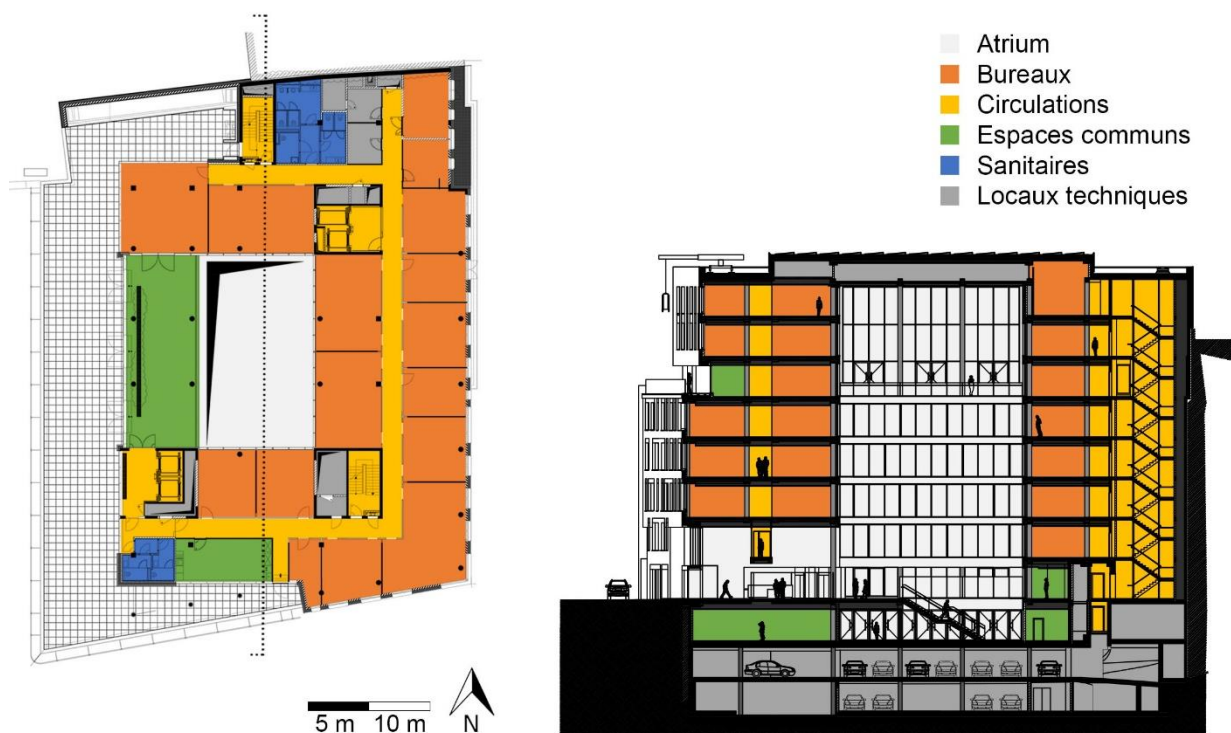 Atrium
Bureaux
Circulations
Espaces communs
Sanitaires
Locaux techniques
5 m 10 m
N